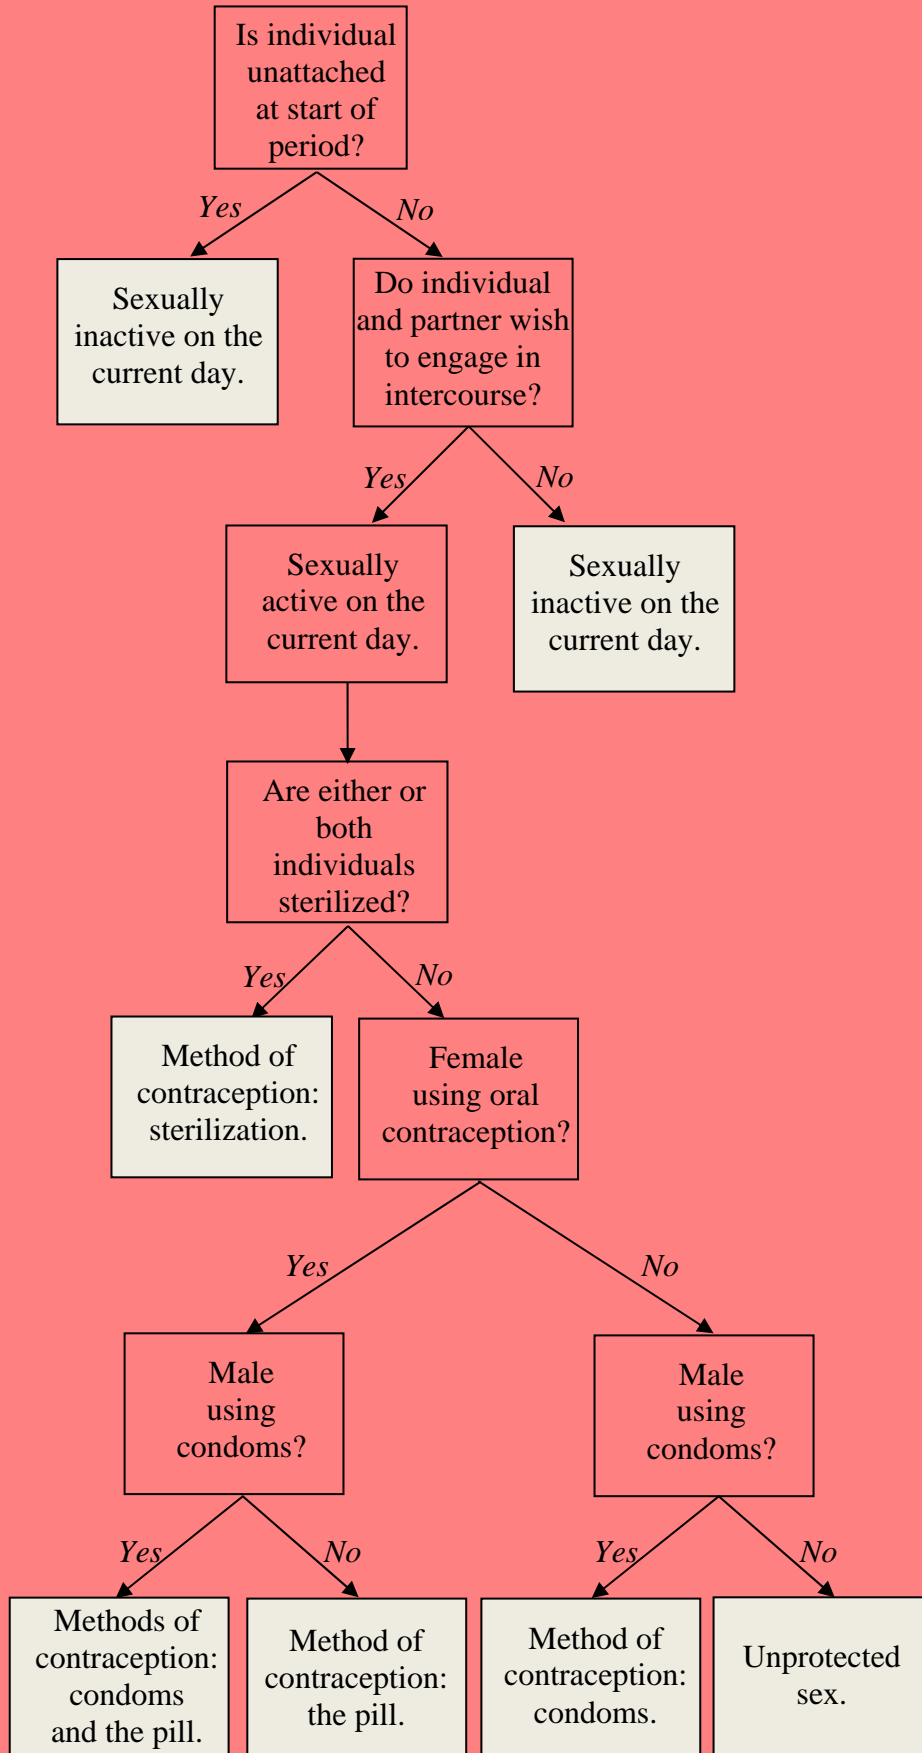 Is individual
unattached
at start of
period?
Yes
No
Sexually
inactive on the
current day.
Do individual
and partner wish
to engage in
intercourse?
Yes
No
Sexually
active on the
current day.
Sexually
inactive on the
current day.
Are either or
both
individuals
sterilized?
Yes
No
Method of
contraception:
sterilization.
Female
using oral
contraception?
Yes
No
Male
using
condoms?
Male
using
condoms?
Yes
No
Yes
No
Methods of
contraception:
condoms
and the pill.
Method of
contraception:
the pill.
Method of
contraception:
condoms.
Unprotected
sex.